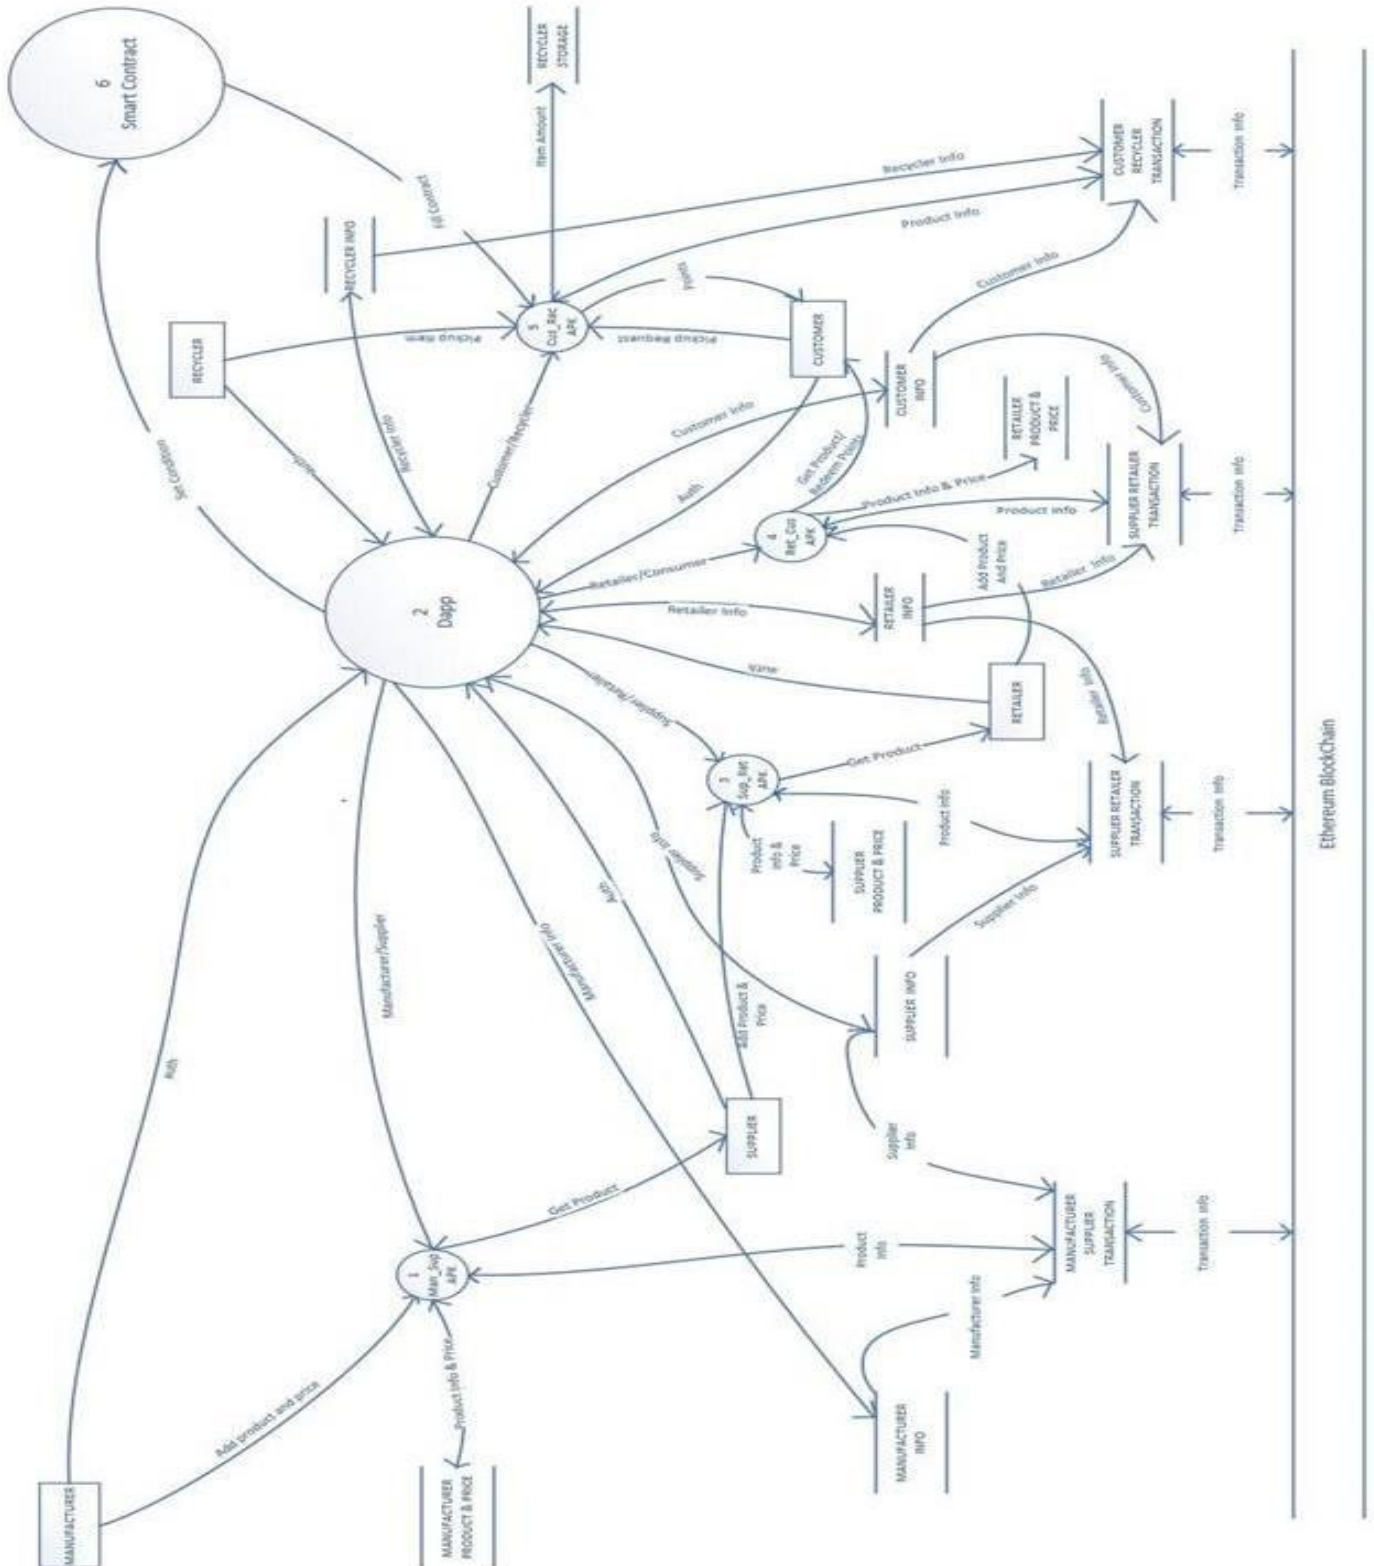 MANUFACTURER
Auth
Add product and price
MANUFACTURER
PRODUCT & PRICE
Product Info & Price
1
Man_Sup
APK
Manufacturer/Supplier
Get Product
Manufacturer Info
MANUFACTURER
INFO
Manufacturer Info
Product
Info
MANUFACTURER
SUPPLIER
TRANSACTION
Transaction Info
SUPPLIER
Auth
Add Product &
Price
Supplier Info
SUPPLIER INFO
Supplier
Info
Supplier Info
2
Dapp
Supplier/Retailer
3
Sup_Ret
APK
Product
Info &
Price
SUPPLIER
PRODUCT & PRICE
Product Info
SUPPLIER RETAILER
TRANSACTION
Transaction Info
Get Product
RETAILER
Auth
Retailer Info
RETAILER
INFO
Retailer Info
Retailer Info
Add Product
And Price
Retailer/Consumer
4
Ret_Cus
APK
Product Info & Price
RETAILER
PRODUCT &
PRICE
Product Info
SUPPLIER RETAILER
TRANSACTION
Transaction Info
Get Product/
Redeem Points
Auth
Customer Info
CUSTOMER
INFO
Customer Info
Customer Info
CUSTOMER
Pickup Request
Points
Customer/Recycler
5
Cus_Rec
APK
Pickup Item
RECYCLER
Auth
Recycler Info
RECYCLER INFO
Recycler Info
Product Info
CUSTOMER
RECYCLER
TRANSACTION
Transaction Info
Item Amount
RECYCLER
STORAGE
Fill Contract
Set Condition
6
Smart Contract
Ethereum BlockChain